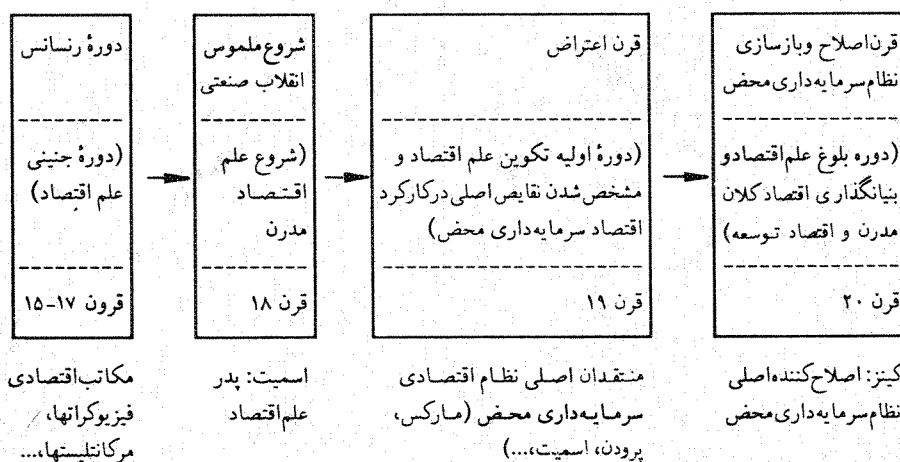 دورهٔ رنسانس
(دورهٔ جنینی
علم اقتصاد)
قرون ۱۷-۱۵
مکاتب اقتصادی
فیزیوکراتها،
مرکانتلیستها،...
شروع ملموس
انقلاب صنعتی
(شروع علم
اقتصاد
مدرن
قرن ۱۸
اسمیت: پدر
علم اقتصاد
قرن اعتراض
(دورهٔ اولیه تکوین علم اقتصاد و
مشخص شدن نقایص اصلی در کارکرد
اقتصاد سرمایه‌داری محض)
قرن ۱۹
منتقدان اصلی نظام اقتصادی
سرمایه‌داری محض (مارکس،
پرودن، اسمیت،...)
قرن اصلاح و بازسازی
نظام سرمایه‌داری محض
(دوره بلوغ علم اقتصاد و
بنیانگذاری اقتصاد کلان
مدرن و اقتصاد توسعه)
قرن ۲۰
کینز: اصلاح کننده اصلی
نظام سرمایه‌داری محض